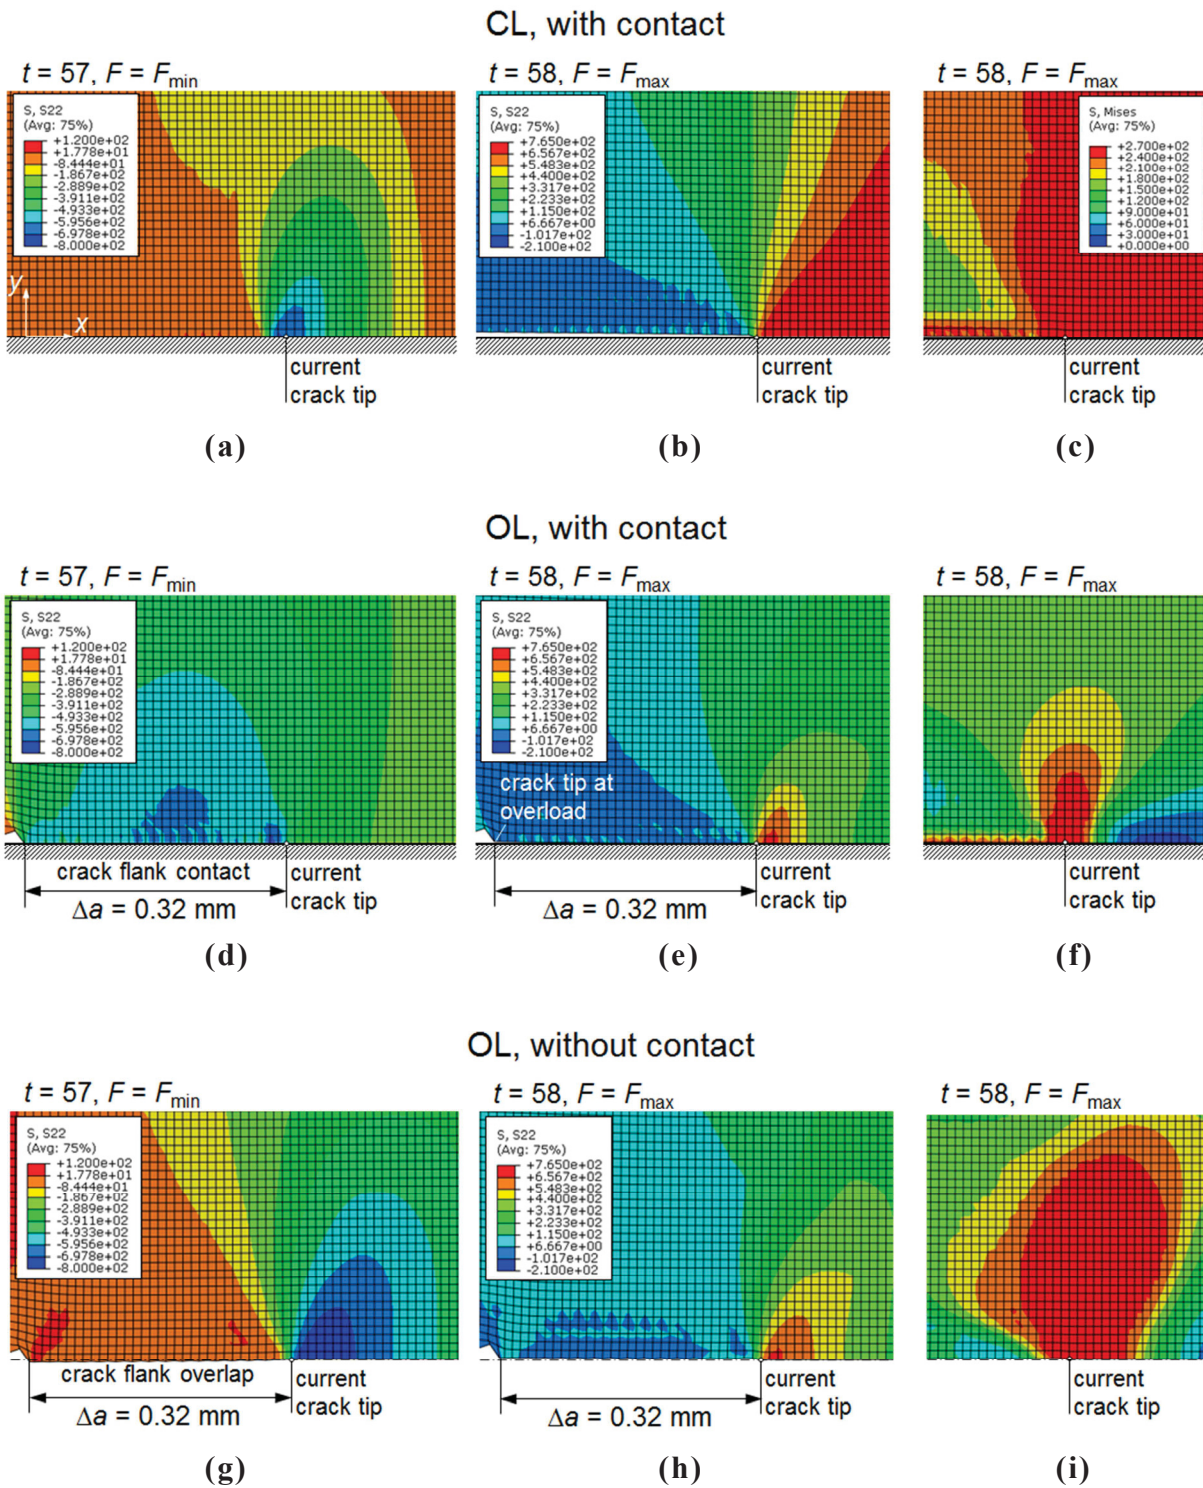 CL, with contact
t = 57, F = Fmin
t = 58, F = Fmax
t = 58, F = Fmax
S, S22
(Avg: 75%)
+1.200e+02
+1.778e+01
-8.444e+01
-1.867e+02
-2.889e+02
-3.911e+02
-4.933e+02
-5.956e+02
-6.978e+02
-8.000e+02
y
x
S, S22
(Avg: 75%)
+7.650e+02
+6.567e+02
+5.483e+02
+4.400e+02
+3.317e+02
+2.233e+02
+1.150e+02
+6.667e+00
-1.017e+02
-2.100e+02
S, Mises
(Avg: 75%)
+2.700e+02
+2.400e+02
+2.100e+02
+1.800e+02
+1.500e+02
+1.200e+02
+9.000e+01
+6.000e+01
+3.000e+01
+0.000e+00
current
crack tip
current
crack tip
current
crack tip
(a)
(b)
(c)
OL, with contact
t = 57, F = Fmin
t = 58, F = Fmax
t = 58, F = Fmax
S, S22
(Avg: 75%)
+1.200e+02
+1.778e+01
-8.444e+01
-1.867e+02
-2.889e+02
-3.911e+02
-4.933e+02
-5.956e+02
-6.978e+02
-8.000e+02
S, S22
(Avg: 75%)
+7.650e+02
+6.567e+02
+5.483e+02
+4.400e+02
+3.317e+02
+2.233e+02
+1.150e+02
+6.667e+00
-1.017e+02
-2.100e+02
crack tip at
overload
crack flank contact
current
crack tip
Δa = 0.32 mm
current
crack tip
Δa = 0.32 mm
current
crack tip
(d)
(e)
(f)
OL, without contact
t = 57, F = Fmin
t = 58, F = Fmax
t = 58, F = Fmax
S, S22
(Avg: 75%)
+1.200e+02
+1.778e+01
-8.444e+01
-1.867e+02
-2.889e+02
-3.911e+02
-4.933e+02
-5.956e+02
-6.978e+02
-8.000e+02
S, S22
(Avg: 75%)
+7.650e+02
+6.567e+02
+5.483e+02
+4.400e+02
+3.317e+02
+2.233e+02
+1.150e+02
+6.667e+00
-1.017e+02
-2.100e+02
crack flank overlap
current
crack tip
Δa = 0.32 mm
current
crack tip
Δa = 0.32 mm
current
crack tip
(g)
(h)
(i)